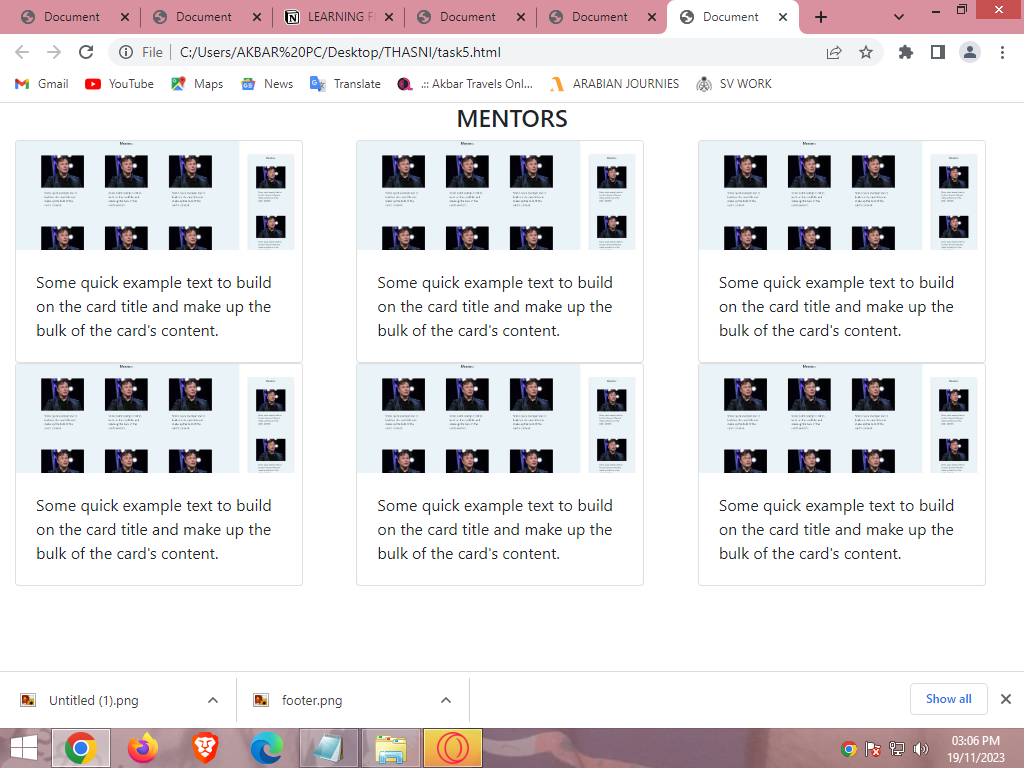 Document
Document
LEARNING F
Document
Document
Document
File
C:/Users/AKBAR%20PC/Desktop/THASNI/task5.html
Gmail
YouTube
Maps
News
Translate
.:: Akbar Travels Onl...
ARABIAN JOURNIES
SV WORK
MENTORS
Some quick example text to build
on the card title and make up the
bulk of the card's content.
Some quick example text to build
on the card title and make up the
bulk of the card's content.
Some quick example text to build
on the card title and make up the
bulk of the card's content.
Some quick example text to build
on the card title and make up the
bulk of the card's content.
Some quick example text to build
on the card title and make up the
bulk of the card's content.
Some quick example text to build
on the card title and make up the
bulk of the card's content.
Untitled (1).png
footer.png
Show all
03:06 PM
19/11/2023